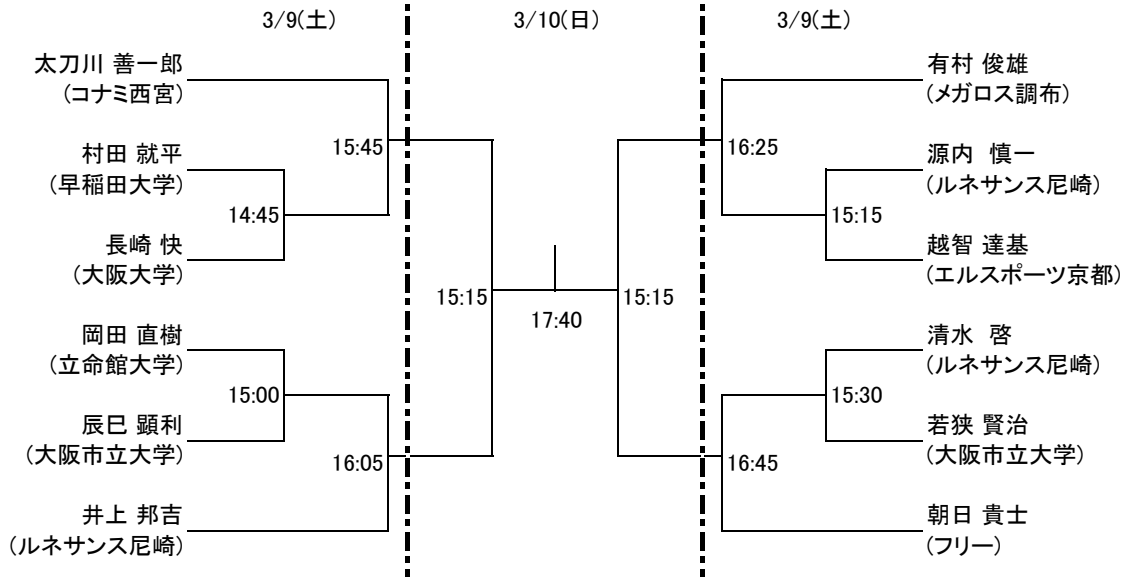 3/9(土)
3/10(日)
3/9(土)
太刀川 善一郎
(コナミ西宮)
村田 就平
(早稲田大学)
長崎 快
(大阪大学)
岡田 直樹
(立命館大学)
辰巳 顕利
(大阪市立大学)
井上 邦吉
(ルネサンス尼崎)
15:45
14:45
15:00
16:05
15:15
17:40
15:15
16:25
15:15
15:30
16:45
有村 俊雄
(メガロス調布)
源内 慎一
(ルネサンス尼崎)
越智 達基
(エルスポーツ京都)
清水 啓
(ルネサンス尼崎)
若狭 賢治
(大阪市立大学)
朝日 貴士
(フリー)